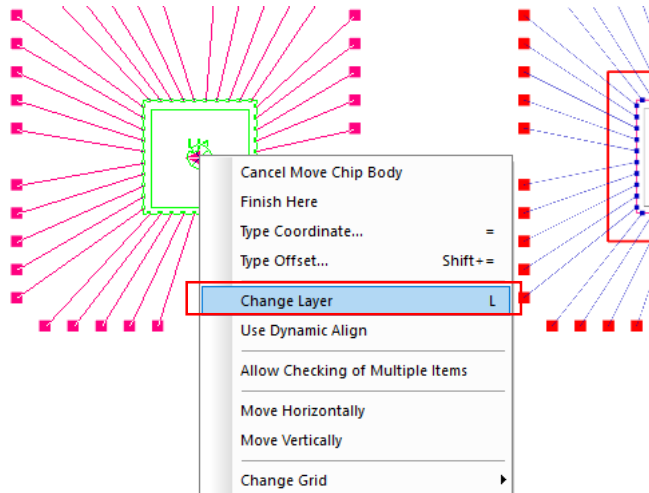 Cancel Move Chip Body
Finish Here
Type Coordinate... =
Type Offset... Shift+=
Change Layer L
Use Dynamic Align
Allow Checking of Multiple Items
Move Horizontally
Move Vertically
Change Grid